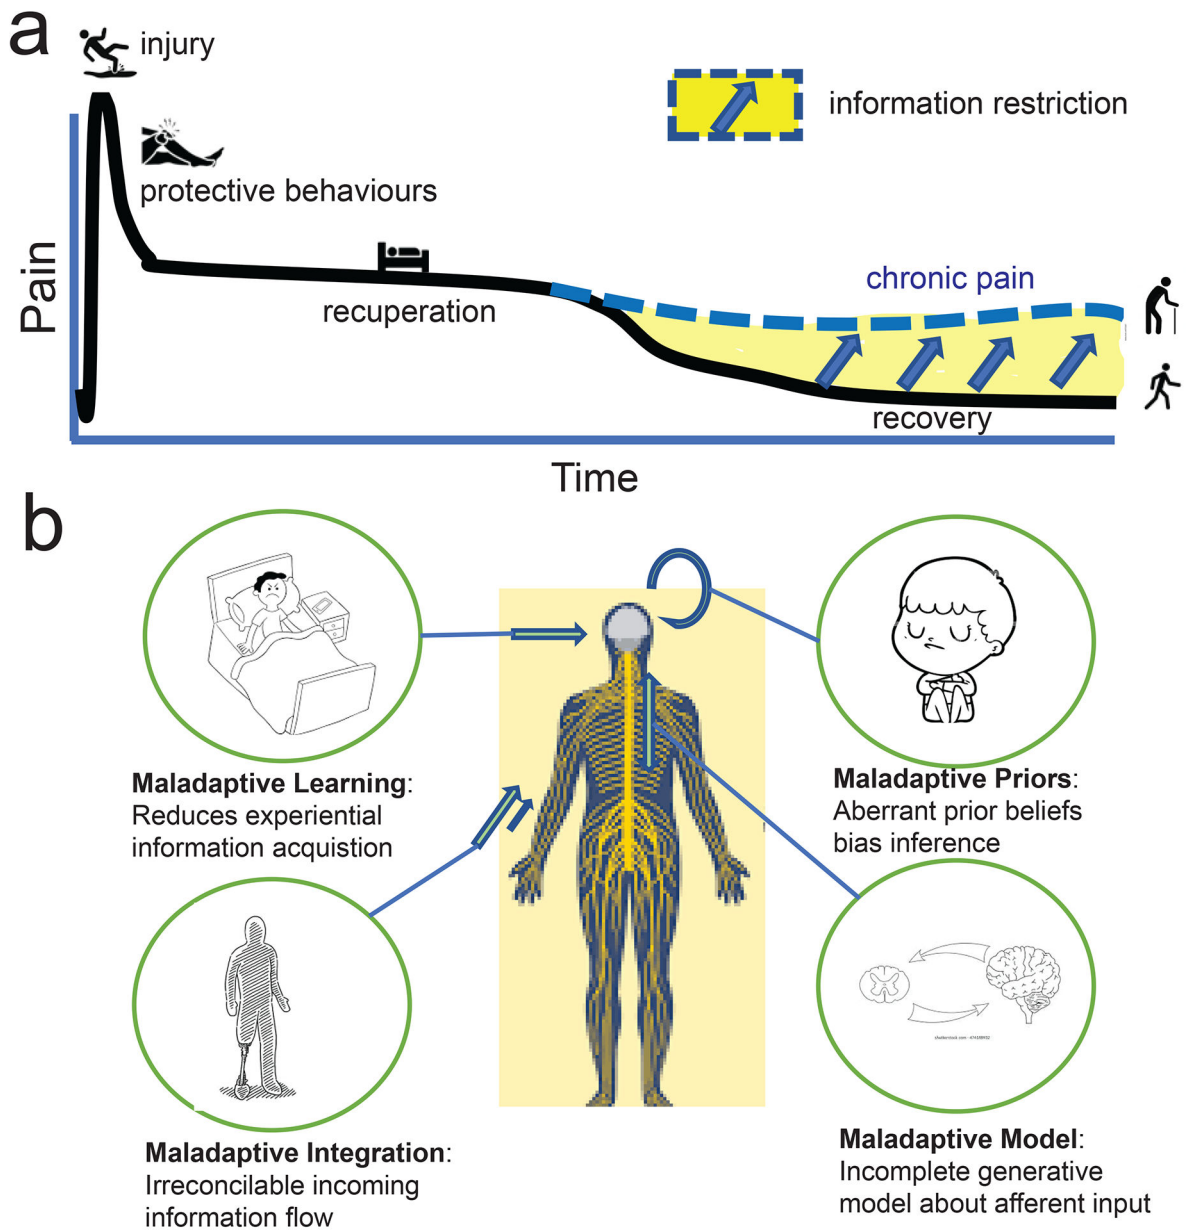 a
injury
information restriction
protective behaviours
Pain
chronic pain
recuperation
recovery
Time
b
Maladaptive Learning:
Reduces experiential
information acquistion
Maladaptive Priors:
Aberrant prior beliefs
bias inference
Maladaptive Integration:
Irreconcilable incoming
information flow
Maladaptive Model:
Incomplete generative
model about afferent input